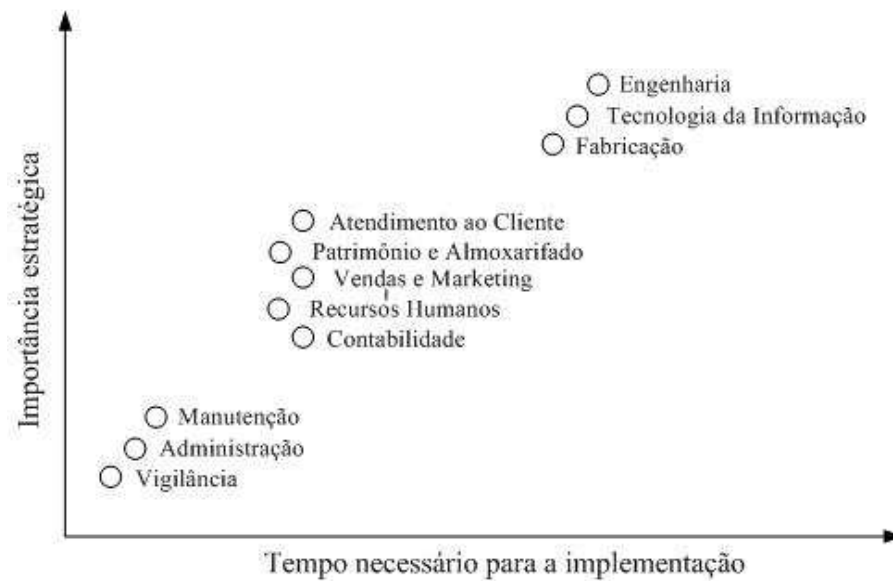 Engenharia
Tecnologia da Informação
Fabricação
Atendimento ao Cliente
Patrimônio e Almoxarifado
Vendas e Marketing
Recursos Humanos
Contabilidade
Manutenção
Administração
Vigilância
Importância estratégica
Tempo necessário para a implementação